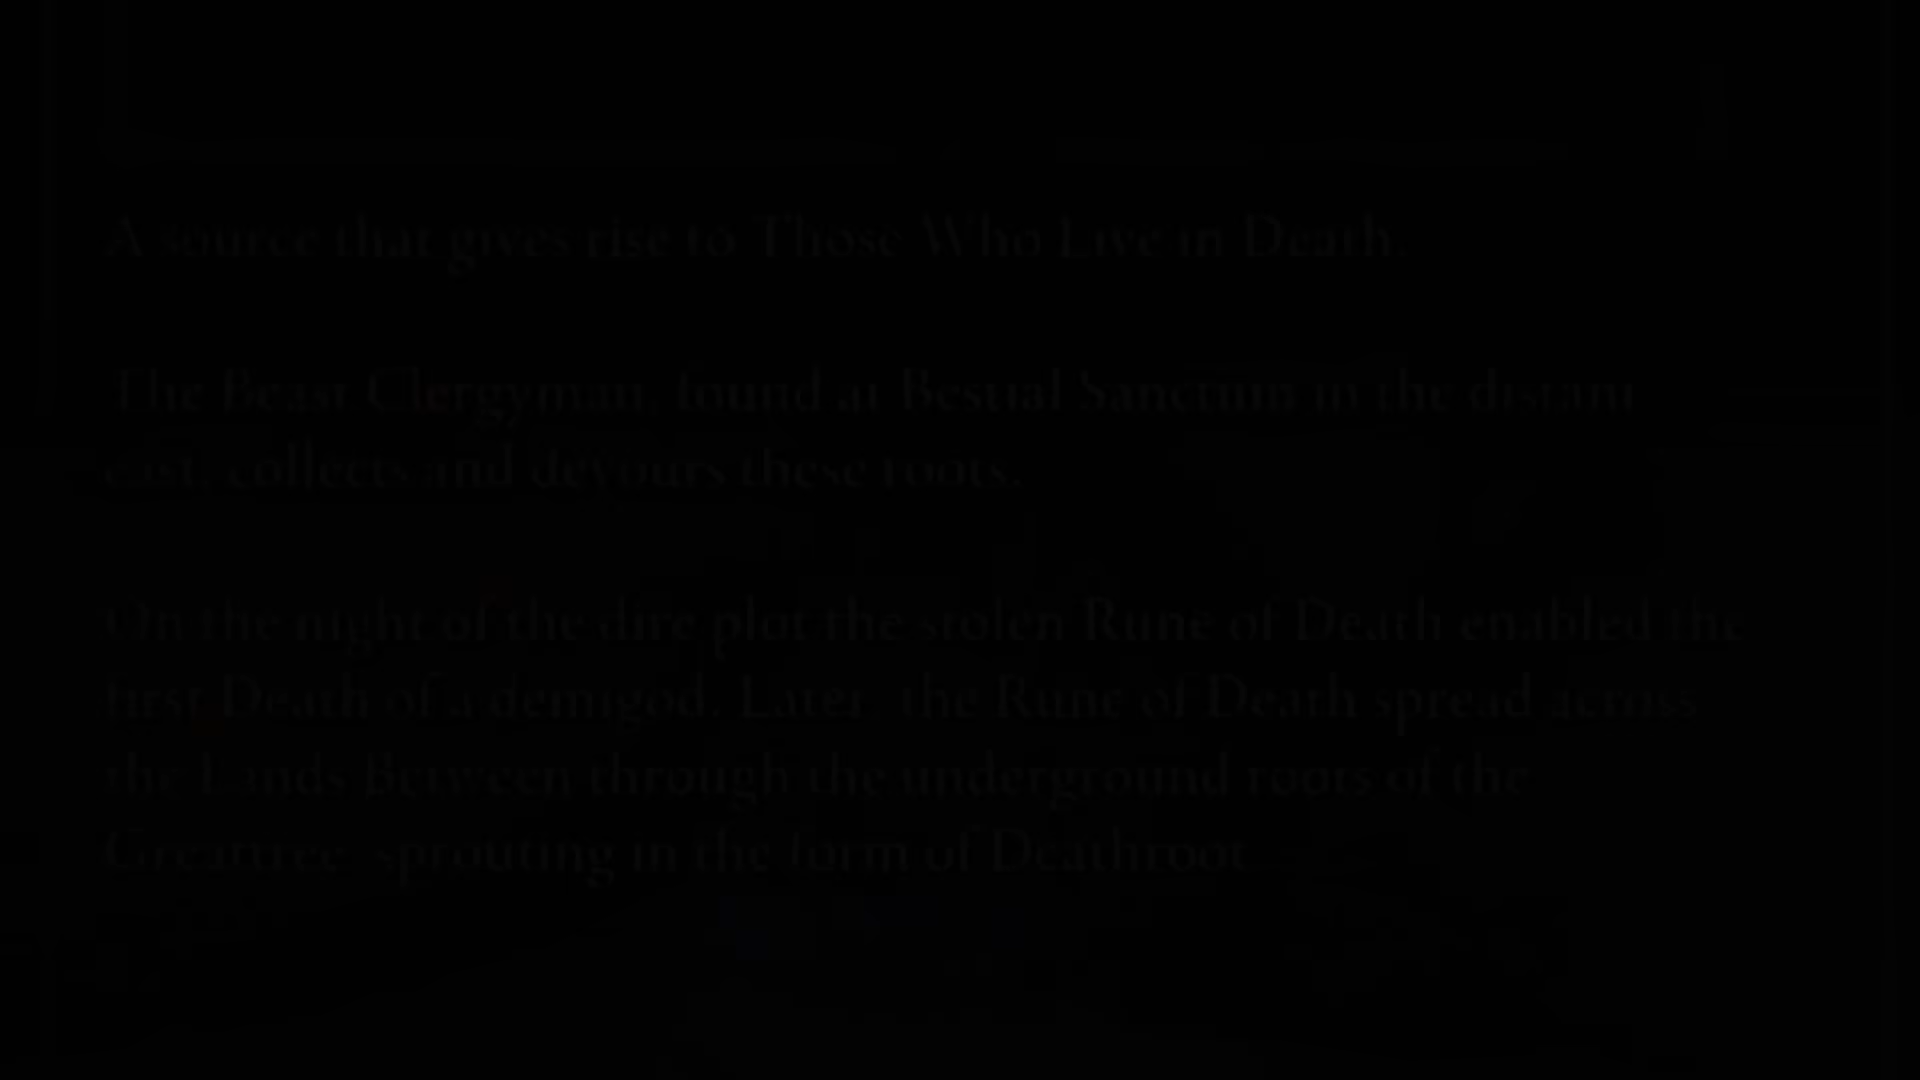 A source that gives rise to Those Who Live in Death.
The Beast Clergyman, found at Bestial Sanctum in the distant
east, collects and devours these roots.
On the night of the dire plot the stolen Rune of Death enabled the
first Death of a demigod. Later, the Rune of Death spread across
the Lands Between through the underground roots of the
Greattree, sprouting in the form of Deathroot.